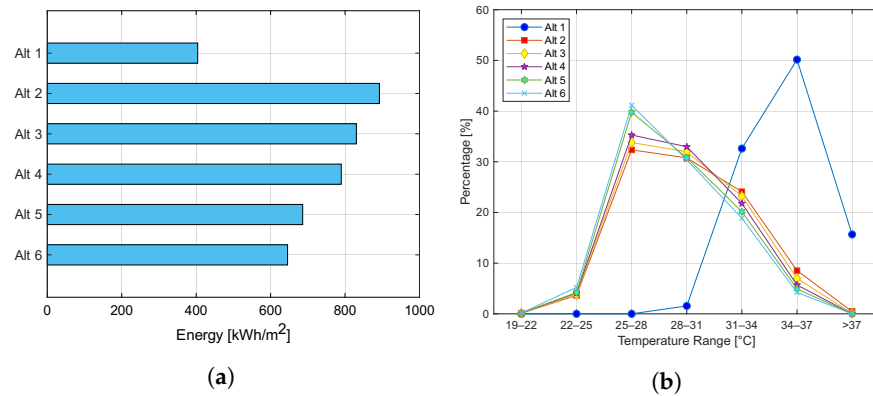 Alt 1
Alt 2
Alt 3
Alt 4
Alt 5
Alt 6
0 200 400 600 800 1000
Energy [kWh/m2]
(a)
60
50
40
30
20
10
0
Percentage [%]
Alt 1
Alt 2
Alt 3
Alt 4
Alt 5
Alt 6
19–22 22–25 25–28 28–31 31–34 34–37 >37
Temperature Range [°C]
(b)